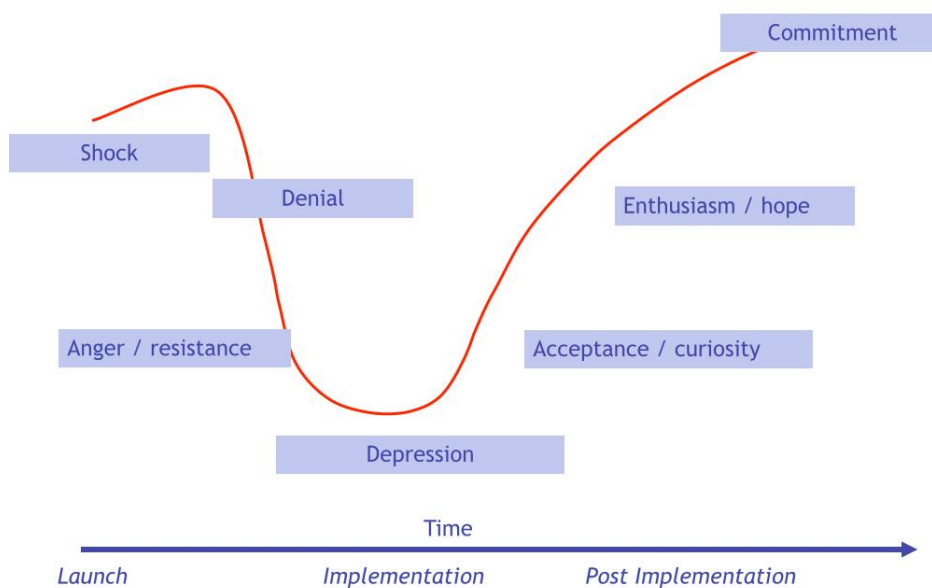 Commitment
Shock
Denial
Enthusiasm / hope
Anger / resistance
Acceptance / curiosity
Depression
Time
Launch
Implementation
Post Implementation